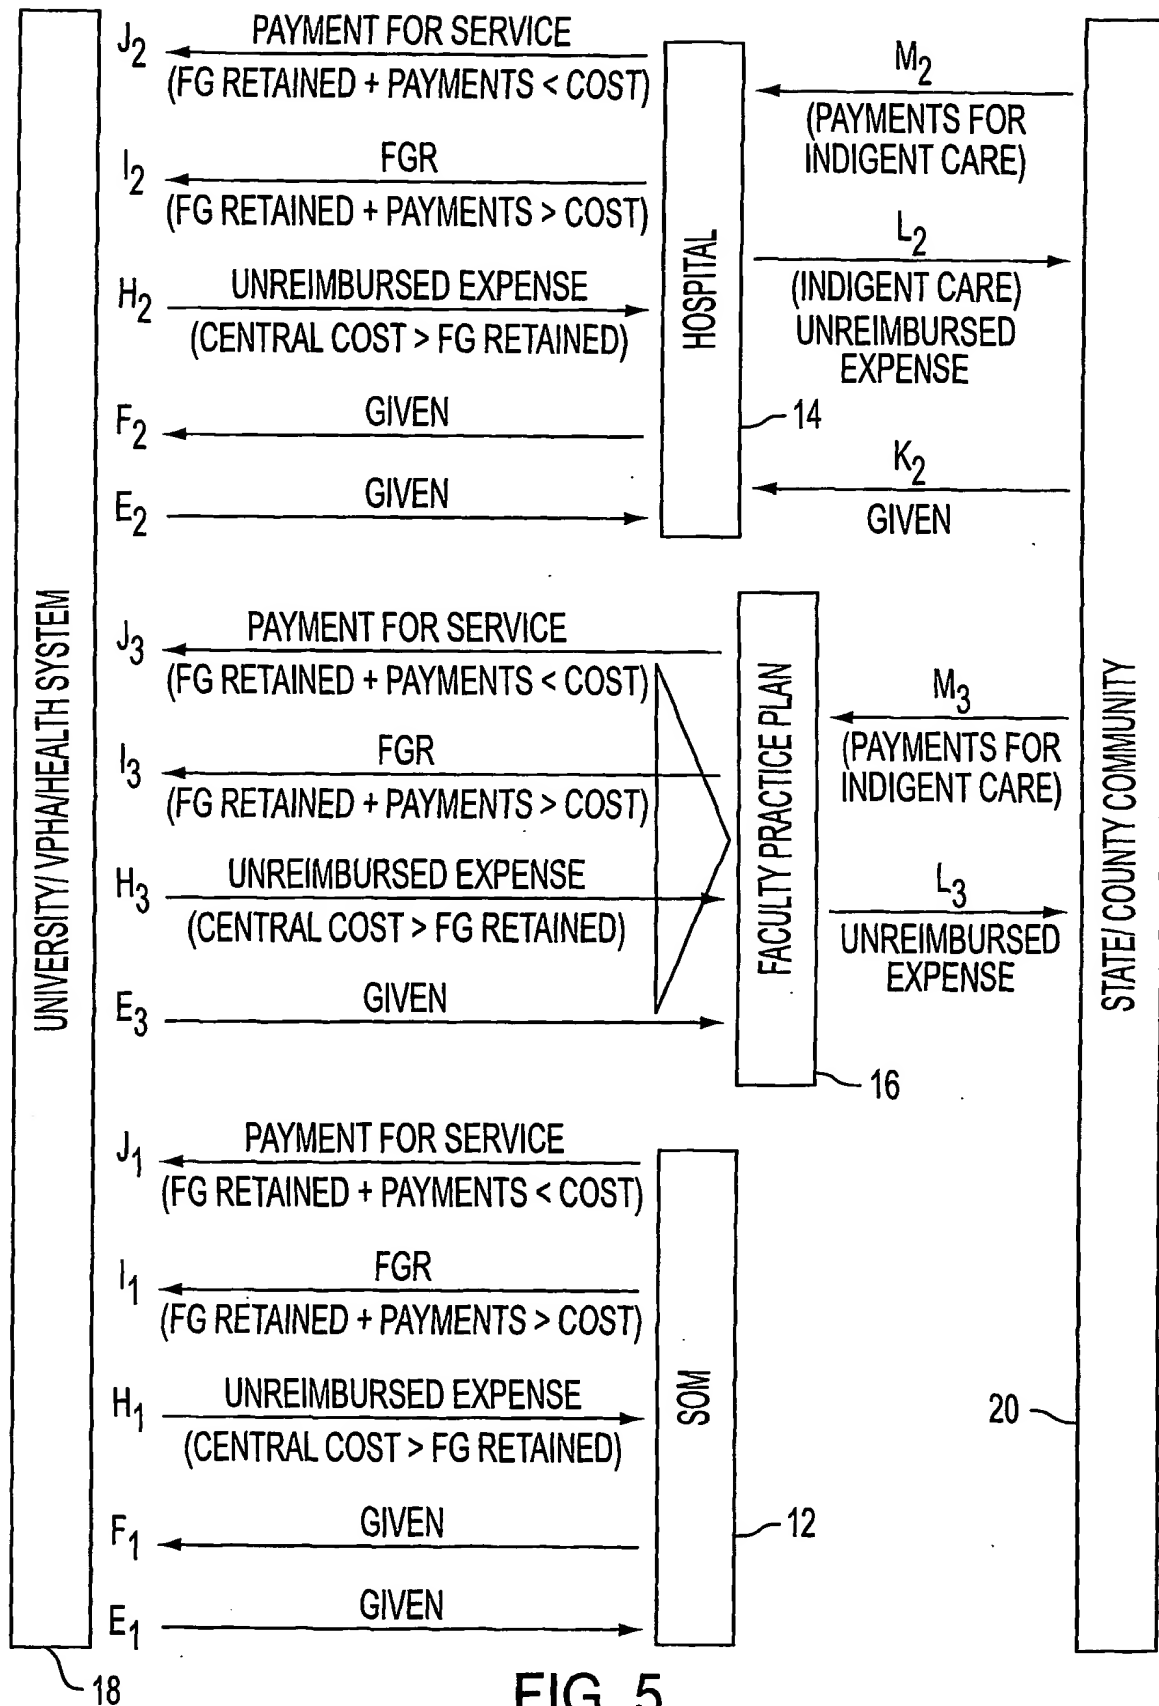 UNIVERSITY/ VPHA/HEALTH SYSTEM
J2
PAYMENT FOR SERVICE
(FG RETAINED + PAYMENTS < COST)
I2
FGR
(FG RETAINED + PAYMENTS > COST)
H2
UNREIMBURSED EXPENSE
(CENTRAL COST > FG RETAINED)
F2
GIVEN
E2
GIVEN
HOSPITAL
14
M2
(PAYMENTS FOR
INDIGENT CARE)
L2
(INDIGENT CARE)
UNREIMBURSED
EXPENSE
K2
GIVEN
J3
PAYMENT FOR SERVICE
(FG RETAINED + PAYMENTS < COST)
I3
FGR
(FG RETAINED + PAYMENTS > COST)
H3
UNREIMBURSED EXPENSE
(CENTRAL COST > FG RETAINED)
E3
GIVEN
FACULTY PRACTICE PLAN
16
M3
(PAYMENTS FOR
INDIGENT CARE)
L3
UNREIMBURSED
EXPENSE
STATE/ COUNTY COMMUNITY
J1
PAYMENT FOR SERVICE
(FG RETAINED + PAYMENTS < COST)
I1
FGR
(FG RETAINED + PAYMENTS > COST)
H1
UNREIMBURSED EXPENSE
(CENTRAL COST > FG RETAINED)
F1
GIVEN
E1
GIVEN
SOM
12
20
18
FIG. 5